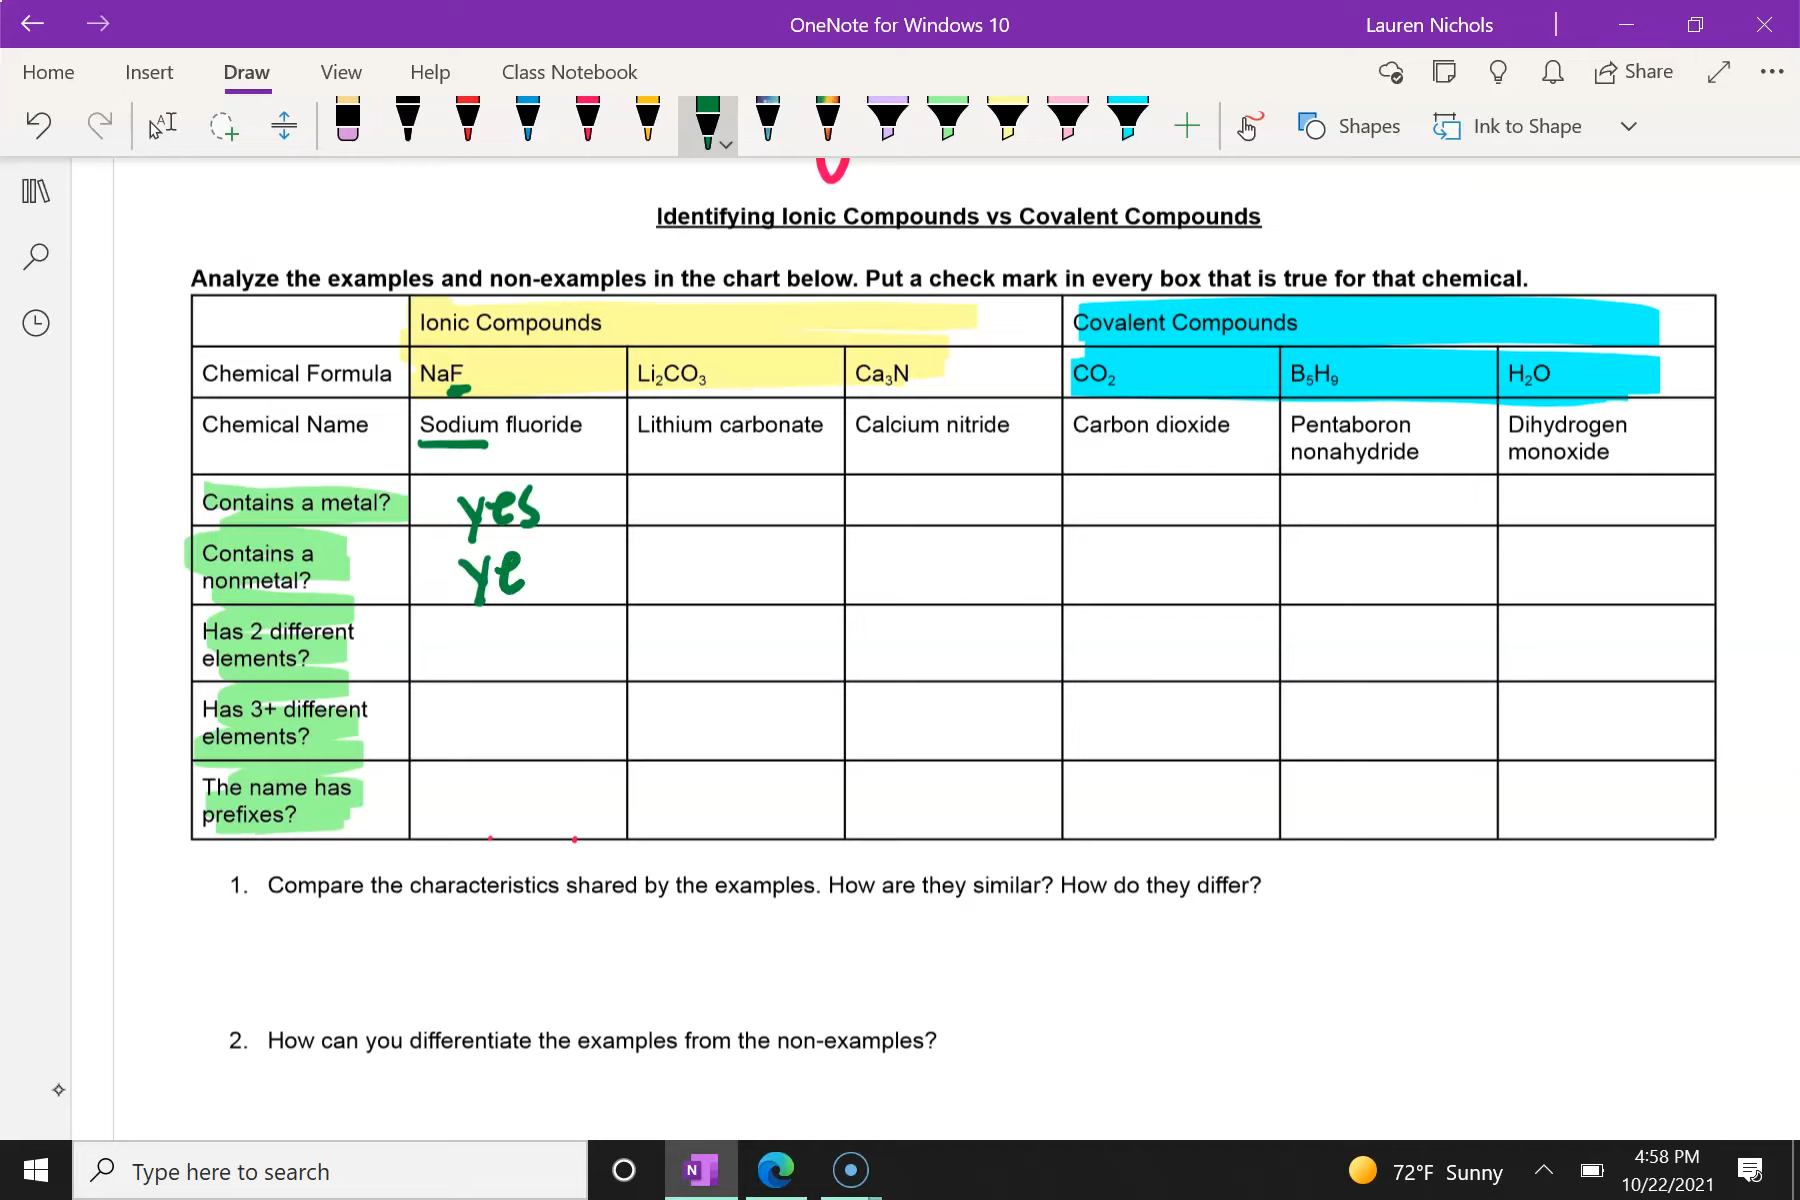 OneNote for Windows 10
Lauren Nichols
Home Insert Draw View Help Class Notebook Share
Shapes Ink to Shape
Identifying Ionic Compounds vs Covalent Compounds
Analyze the examples and non-examples in the chart below. Put a check mark in every box that is true for that chemical.
Ionic Compounds Covalent Compounds
Chemical Formula NaF Li₂CO₃ Ca₃N CO₂ B₅H₉ H₂O
Chemical Name Sodium fluoride Lithium carbonate Calcium nitride Carbon dioxide Pentaboron nonahydride Dihydrogen monoxide
Contains a metal? yes
Contains a nonmetal? ye
Has 2 different elements?
Has 3+ different elements?
The name has prefixes?
1. Compare the characteristics shared by the examples. How are they similar? How do they differ?
2. How can you differentiate the examples from the non-examples?
Type here to search
N
72°F Sunny
4:58 PM
10/22/2021